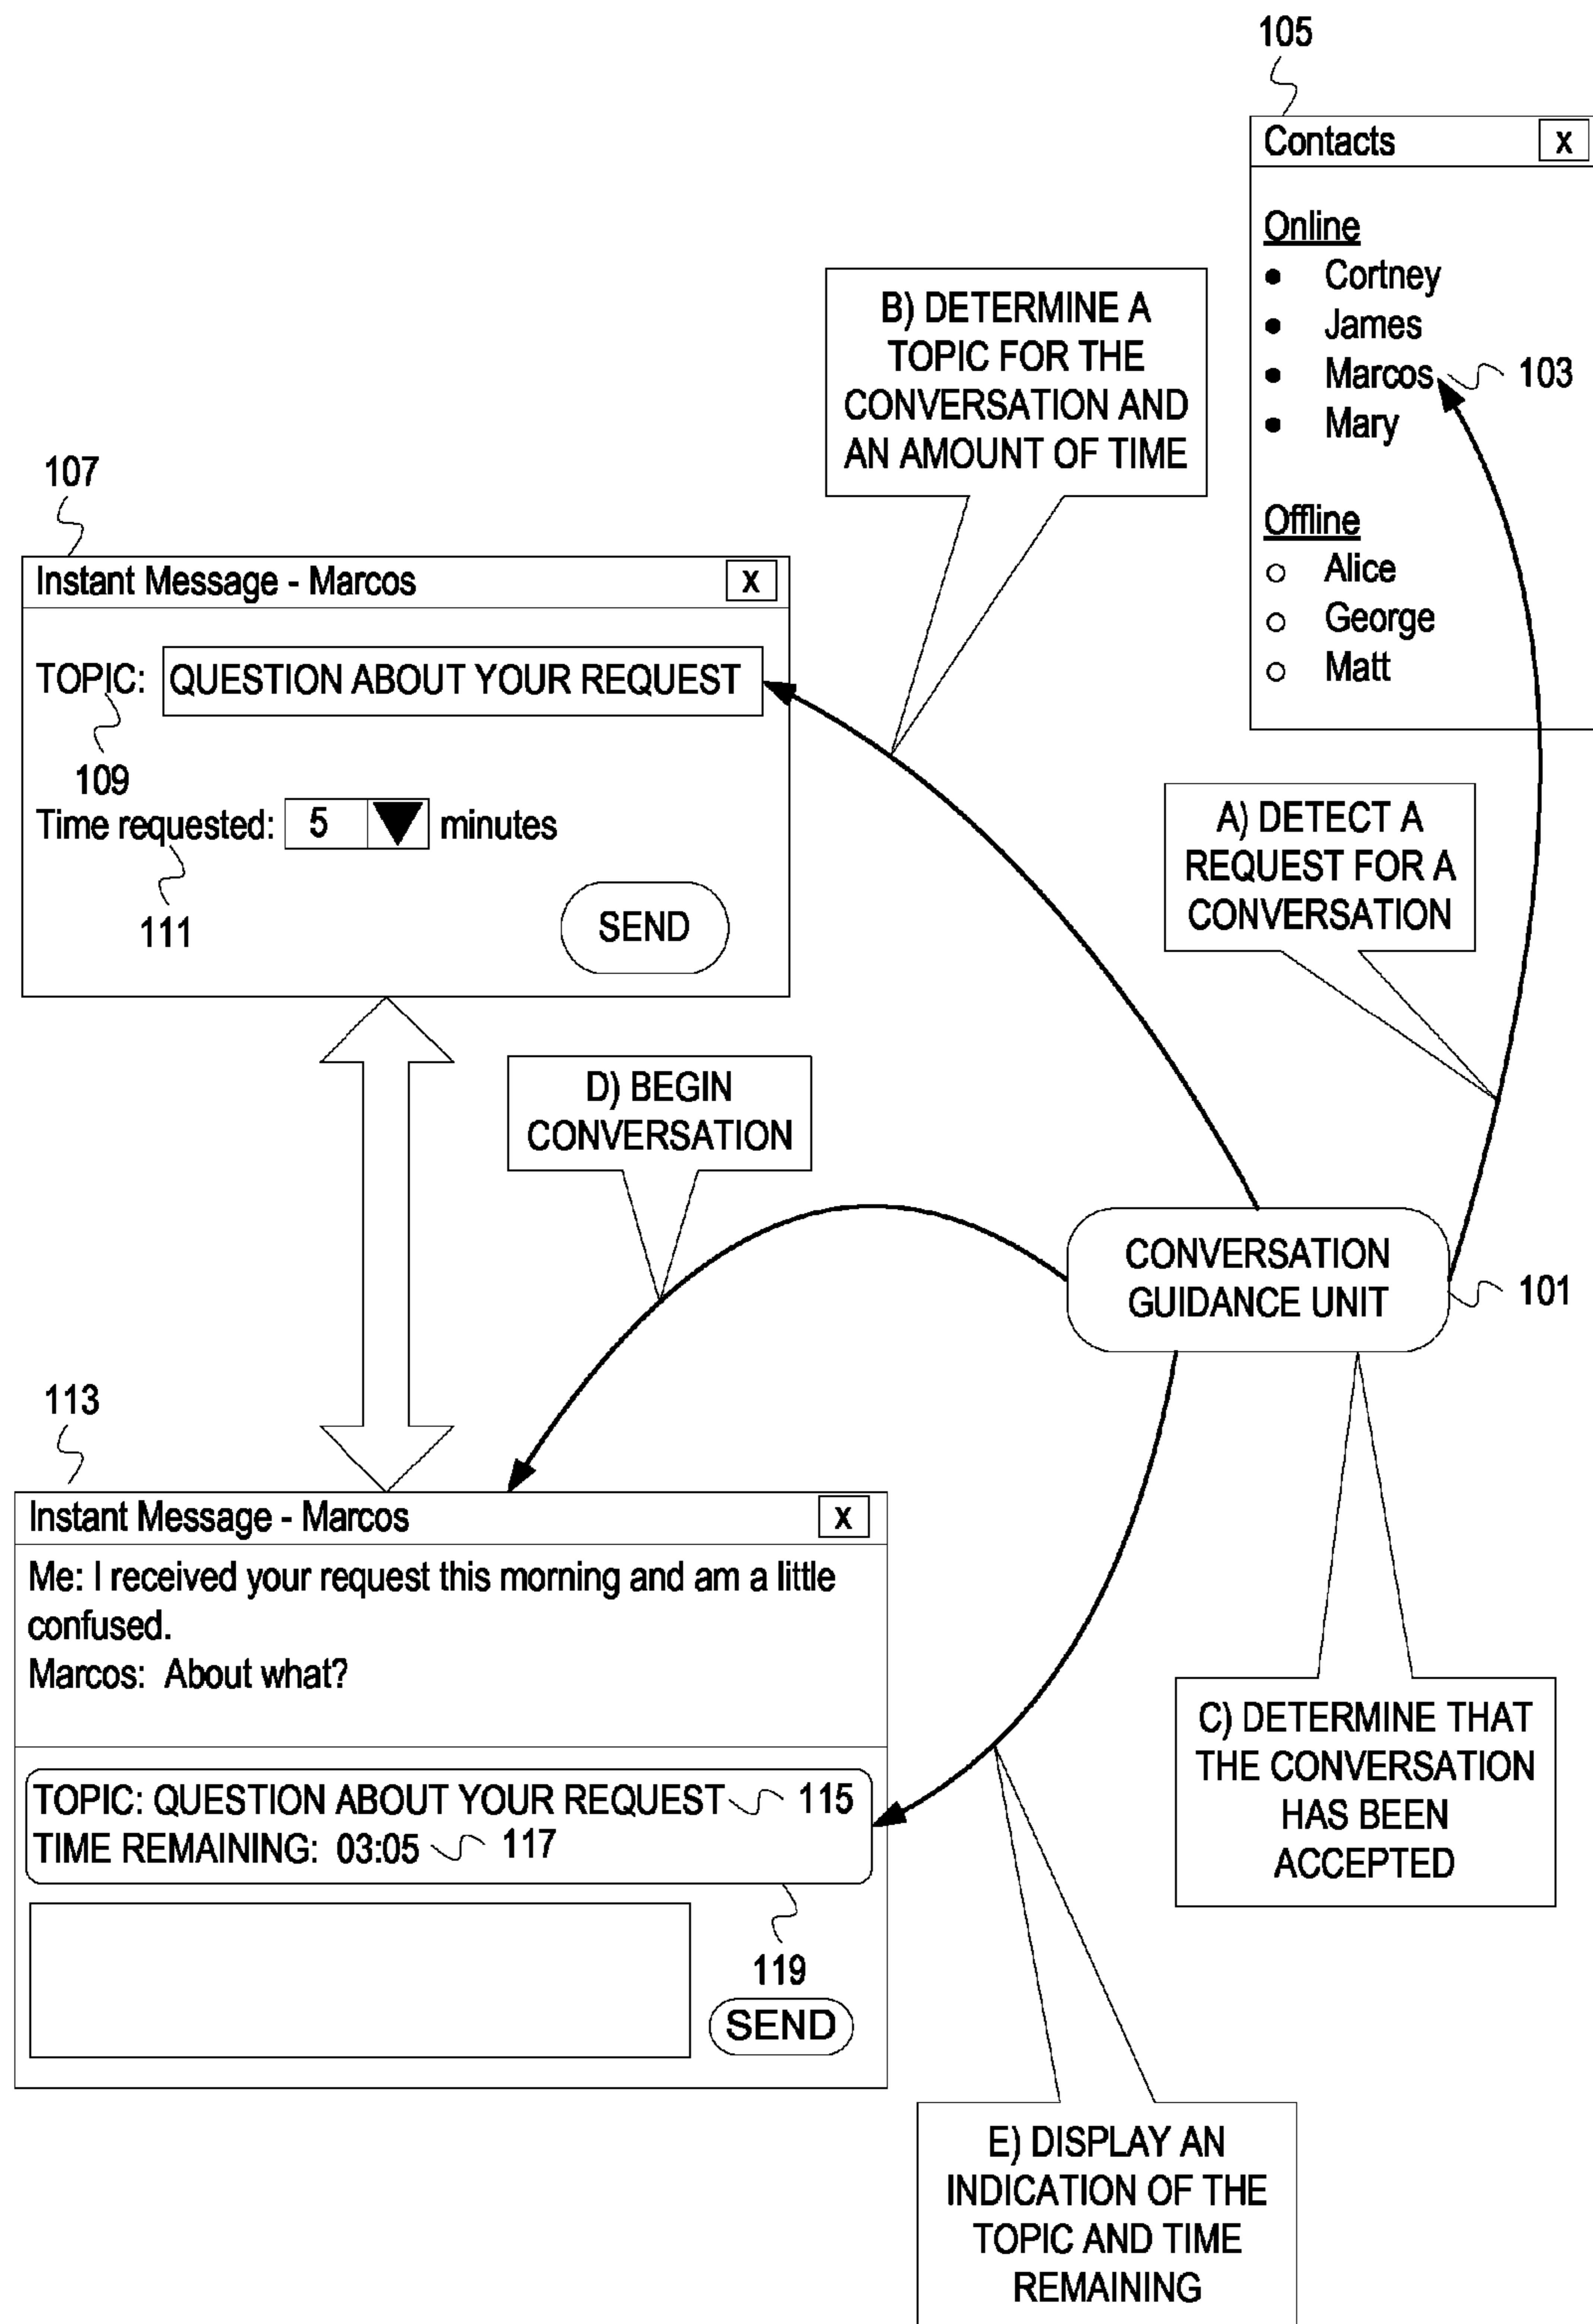 105
Contacts X
Online
• Cortney
• James
• Marcos 103
• Mary
Offline
○ Alice
○ George
○ Matt
B) DETERMINE A
TOPIC FOR THE
CONVERSATION AND
AN AMOUNT OF TIME
107
Instant Message - Marcos X
TOPIC: QUESTION ABOUT YOUR REQUEST
109
Time requested: 5 minutes
111
SEND
A) DETECT A
REQUEST FOR A
CONVERSATION
D) BEGIN
CONVERSATION
CONVERSATION
GUIDANCE UNIT
101
113
Instant Message - Marcos X
Me: I received your request this morning and am a little
confused.
Marcos: About what?
TOPIC: QUESTION ABOUT YOUR REQUEST 115
TIME REMAINING: 03:05 117
119
SEND
C) DETERMINE THAT
THE CONVERSATION
HAS BEEN
ACCEPTED
E) DISPLAY AN
INDICATION OF THE
TOPIC AND TIME
REMAINING